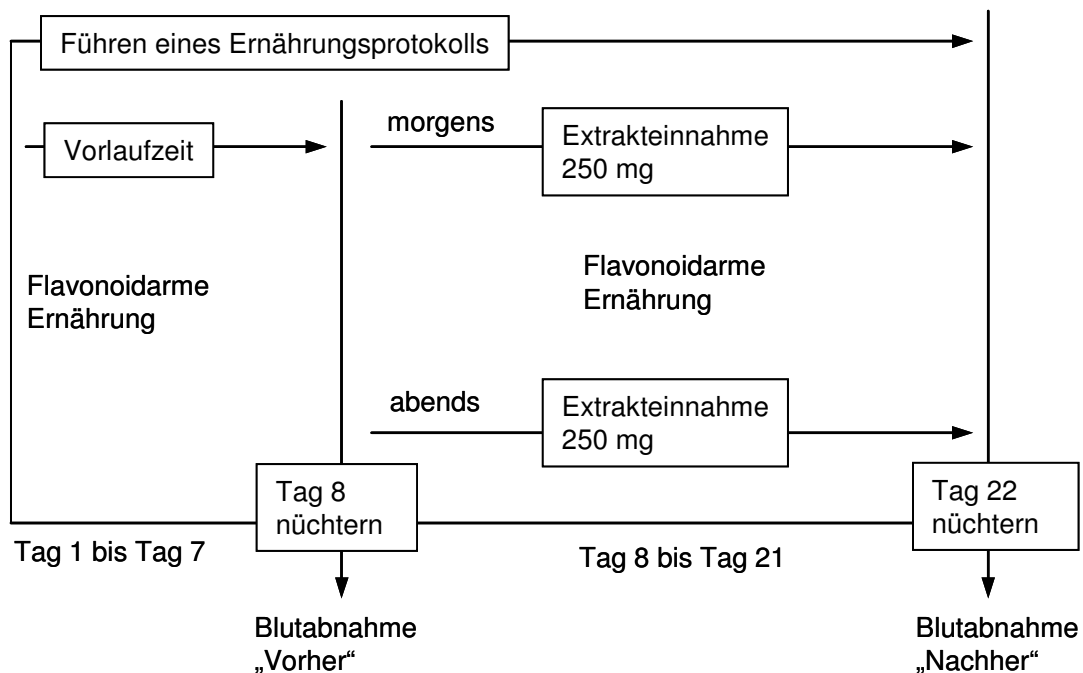 Führen eines Ernährungsprotokolls
Vorlaufzeit
morgens
Extrakteinnahme
250 mg
Flavonoidarme
Ernährung
Flavonoidarme
Ernährung
abends
Extrakteinnahme
250 mg
Tag 8
nüchtern
Tag 22
nüchtern
Tag 1 bis Tag 7
Tag 8 bis Tag 21
Blutabnahme
„Vorher“
Blutabnahme
„Nachher“